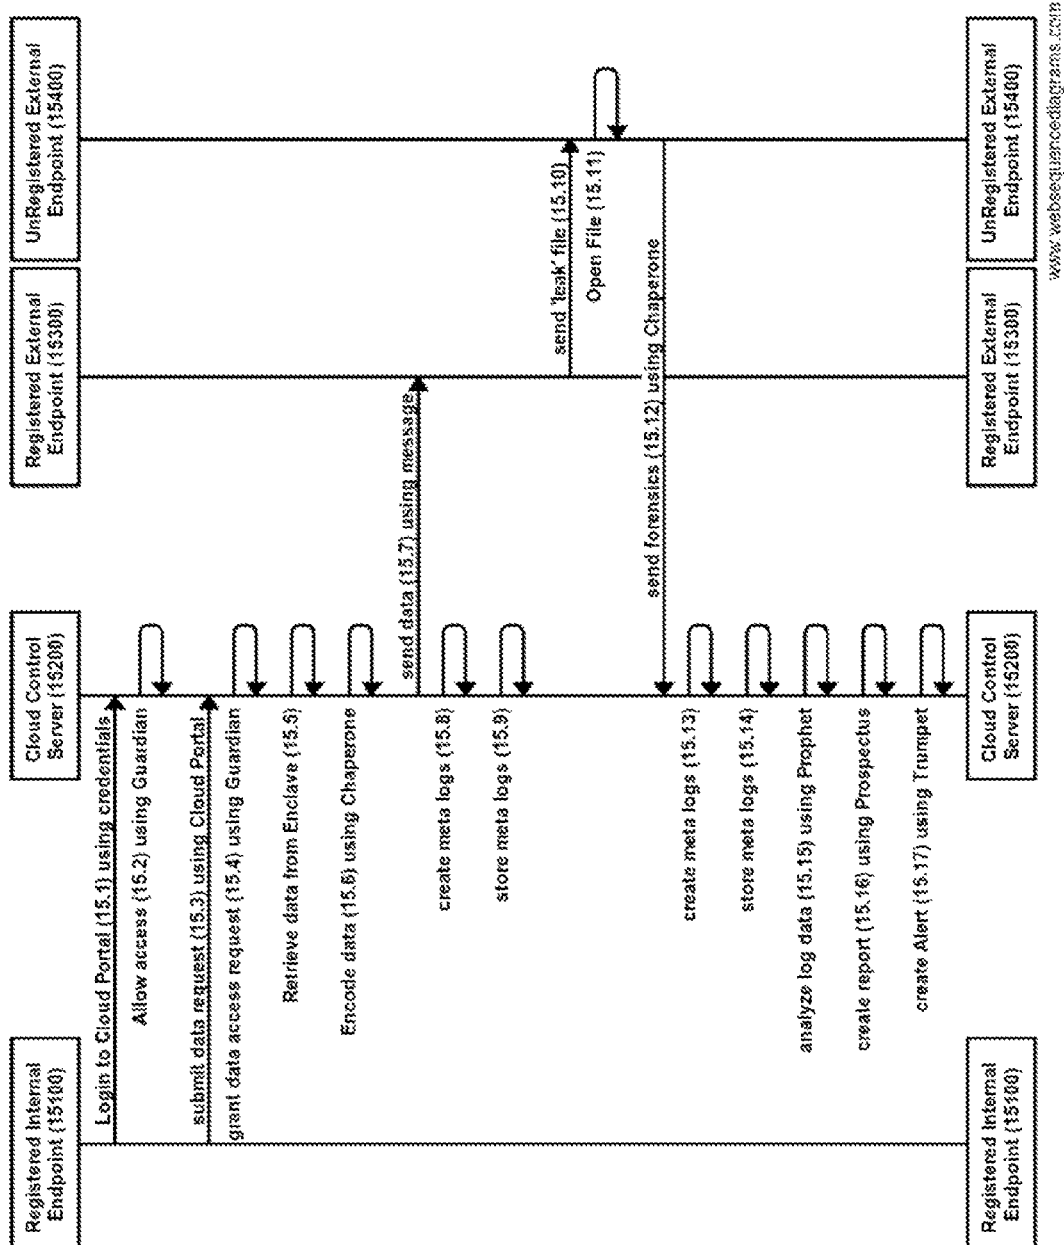 Registered Internal
Endpoint (15100)
Cloud Control
Server (15200)
Registered External
Endpoint (15300)
UnRegistered External
Endpoint (15400)
Login to Cloud Portal (15.1) using credentials
Allow access (15.2) using Guardian
submit data request (15.3) using Cloud Portal
grant data access request (15.4) using Guardian
Retrieve data from Enclave (15.5)
Encode data (15.6) using Chaperone
send data (15.7) using message
create meta logs (15.8)
store meta logs (15.9)
send 'leak' file (15.10)
Open File (15.11)
send forensics (15.12) using Chaperone
create meta logs (15.13)
store meta logs (15.14)
analyze log data (15.15) using Prophet
create report (15.16) using Prospectus
create Alert (15.17) using Trumpet
Registered Internal
Endpoint (15100)
Cloud Control
Server (15200)
Registered External
Endpoint (15300)
UnRegistered External
Endpoint (15400)
www.websequencediagrams.com